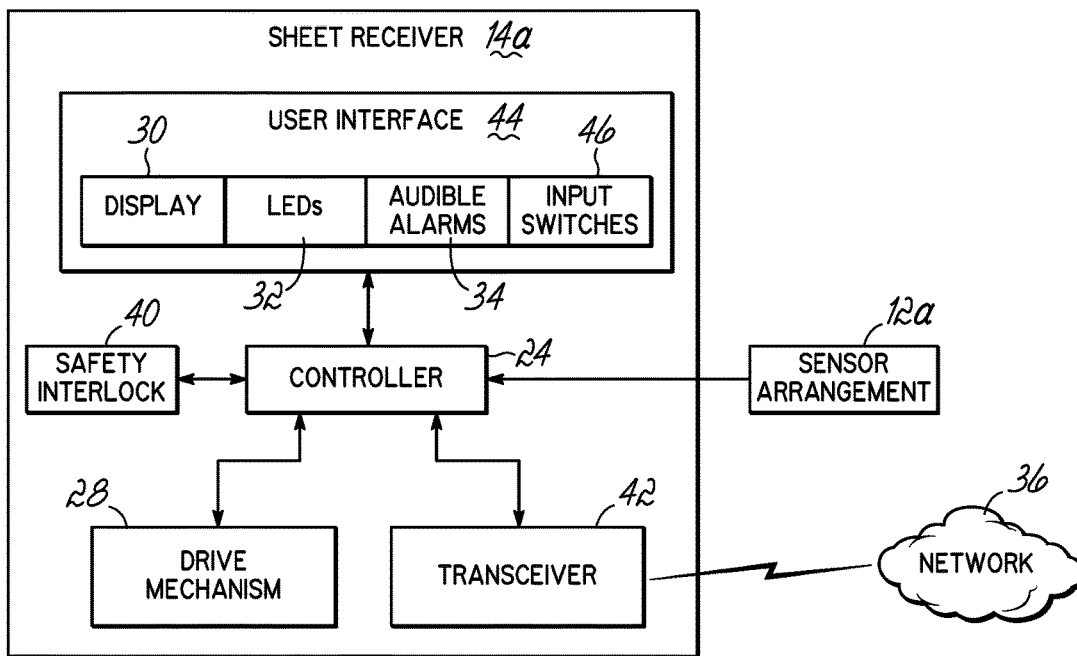 SHEET RECEIVER 14a
USER INTERFACE 44
30
46
DISPLAY
LEDs
AUDIBLE
ALARMS
INPUT
SWITCHES
32
34
40
SAFETY
INTERLOCK
CONTROLLER
24
12a
SENSOR
ARRANGEMENT
28
DRIVE
MECHANISM
42
TRANSCEIVER
36
NETWORK